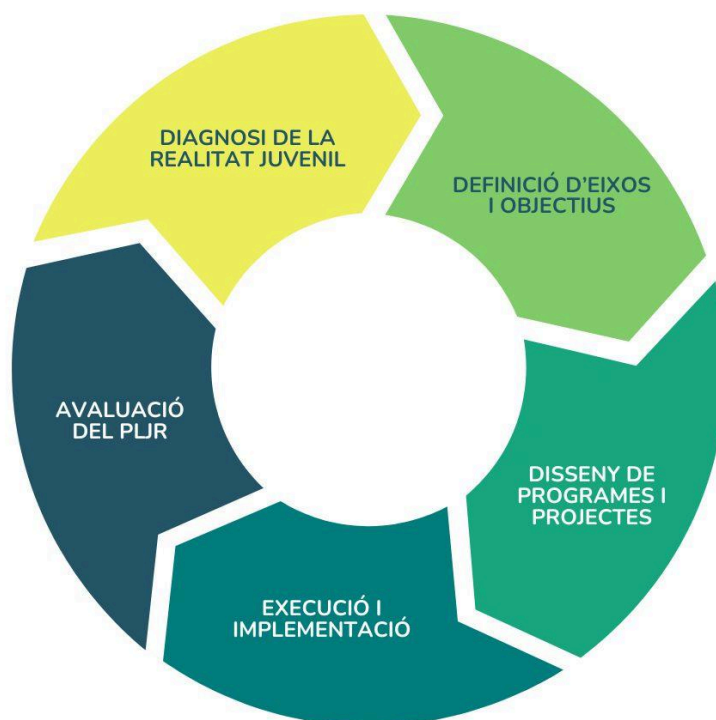 DIAGNOSI DE LA
REALITAT JUVENIL
DEFINICIÓ D'EIXOS
I OBJECTIUS
DISSENY DE
PROGRAMES I
PROJECTES
EXECUCIÓ I
IMPLEMENTACIÓ
AVALUACIÓ
DEL PLJR